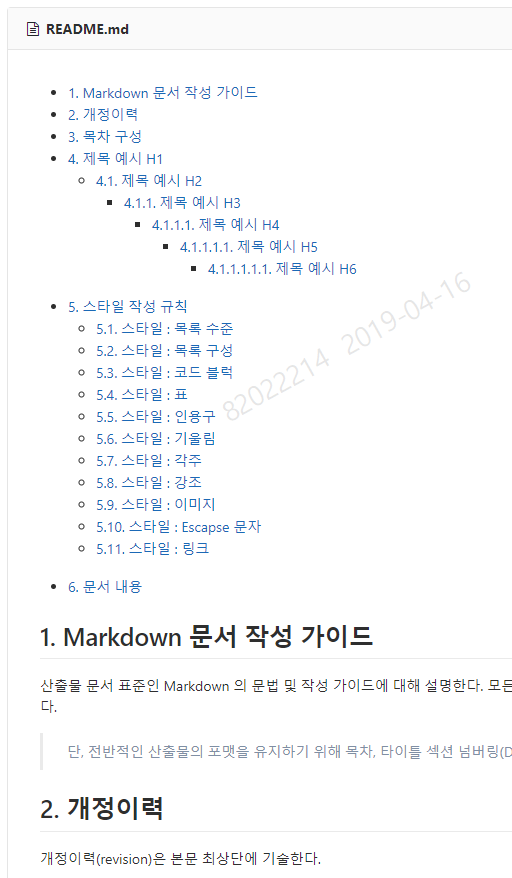 README.md
1. Markdown 문서 작성 가이드
2. 개정이력
3. 목차 구성
4. 제목 예시 H1
4.1. 제목 예시 H2
4.1.1. 제목 예시 H3
4.1.1.1. 제목 예시 H4
4.1.1.1.1. 제목 예시 H5
4.1.1.1.1.1. 제목 예시 H6
5. 스타일 작성 규칙
5.1. 스타일 : 목록 수준
5.2. 스타일 : 목록 구성
5.3. 스타일 : 코드 블럭
5.4. 스타일 : 표
5.5. 스타일 : 인용구
5.6. 스타일 : 기울림
5.7. 스타일 : 각주
5.8. 스타일 : 강조
5.9. 스타일 : 이미지
5.10. 스타일 : Escapse 문자
5.11. 스타일 : 링크
6. 문서 내용
82022214 2019-04-16
1. Markdown 문서 작성 가이드
산출물 문서 표준인 Markdown 의 문법 및 작성 가이드에 대해 설명한다. 모든
다.
단, 전반적인 산출물의 포맷을 유지하기 위해 목차, 타이틀 섹션 넘버링(D
2. 개정이력
개정이력(revision)은 본문 최상단에 기술한다.